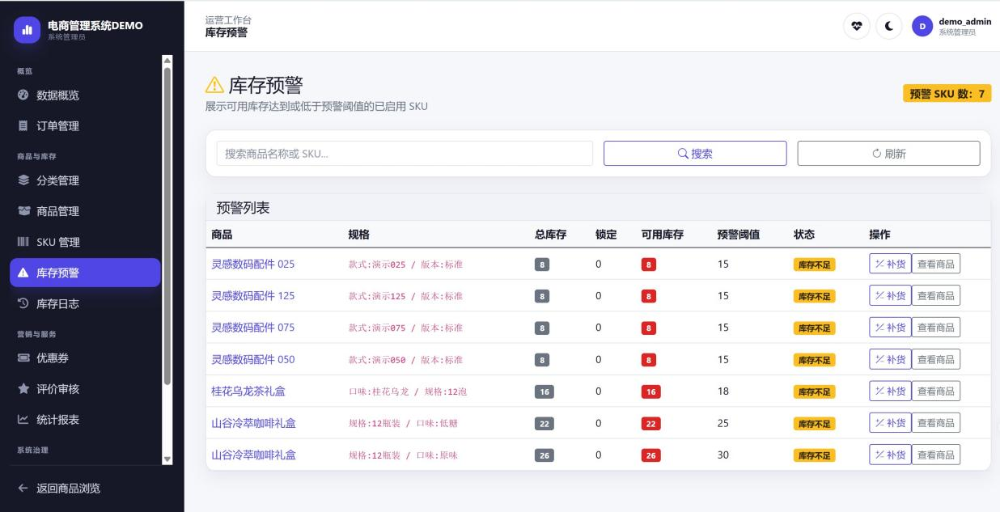 电商管理系统DEMO
系统管理员
概览
数据概览
订单管理
商品与库存
分类管理
商品管理
SKU 管理
库存预警
库存日志
营销与服务
优惠券
评价审核
统计报表
系统治理
返回商品浏览
运营工作台
库存预警
D
demo_admin
系统管理员
库存预警
展示可用库存达到或低于预警阈值的已启用 SKU
预警 SKU 数：7
搜索商品名称或 SKU...
搜索
刷新
预警列表
商品 规格 总库存 锁定 可用库存 预警阈值 状态 操作
灵感数码配件 025 款式:演示025 / 版本:标准 8 0 8 15 库存不足 补货 查看商品
灵感数码配件 125 款式:演示125 / 版本:标准 8 0 8 15 库存不足 补货 查看商品
灵感数码配件 075 款式:演示075 / 版本:标准 8 0 8 15 库存不足 补货 查看商品
灵感数码配件 050 款式:演示050 / 版本:标准 8 0 8 15 库存不足 补货 查看商品
桂花乌龙茶礼盒 口味:桂花乌龙 / 规格:12泡 16 0 16 18 库存不足 补货 查看商品
山谷冷萃咖啡礼盒 规格:12瓶装 / 口味:低糖 22 0 22 25 库存不足 补货 查看商品
山谷冷萃咖啡礼盒 规格:12瓶装 / 口味:原味 26 0 26 30 库存不足 补货 查看商品